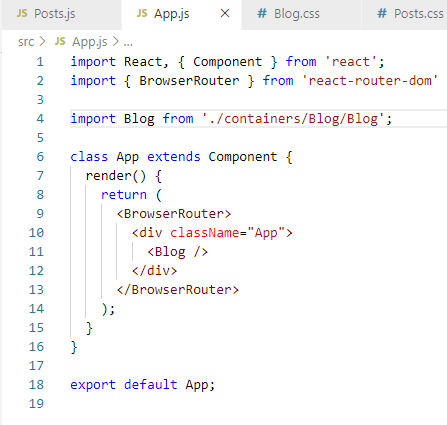 JS Posts.js JS App.js × # Blog.css # Posts.css
src > JS App.js > ...
1 import React, { Component } from 'react';
2 import { BrowserRouter } from 'react-router-dom'
3
4 import Blog from './containers/Blog/Blog';
5
6 class App extends Component {
7 render() {
8 return (
9 <BrowserRouter>
10 <div className="App">
11 <Blog />
12 </div>
13 </BrowserRouter>
14 );
15 }
16 }
17
18 export default App;
19